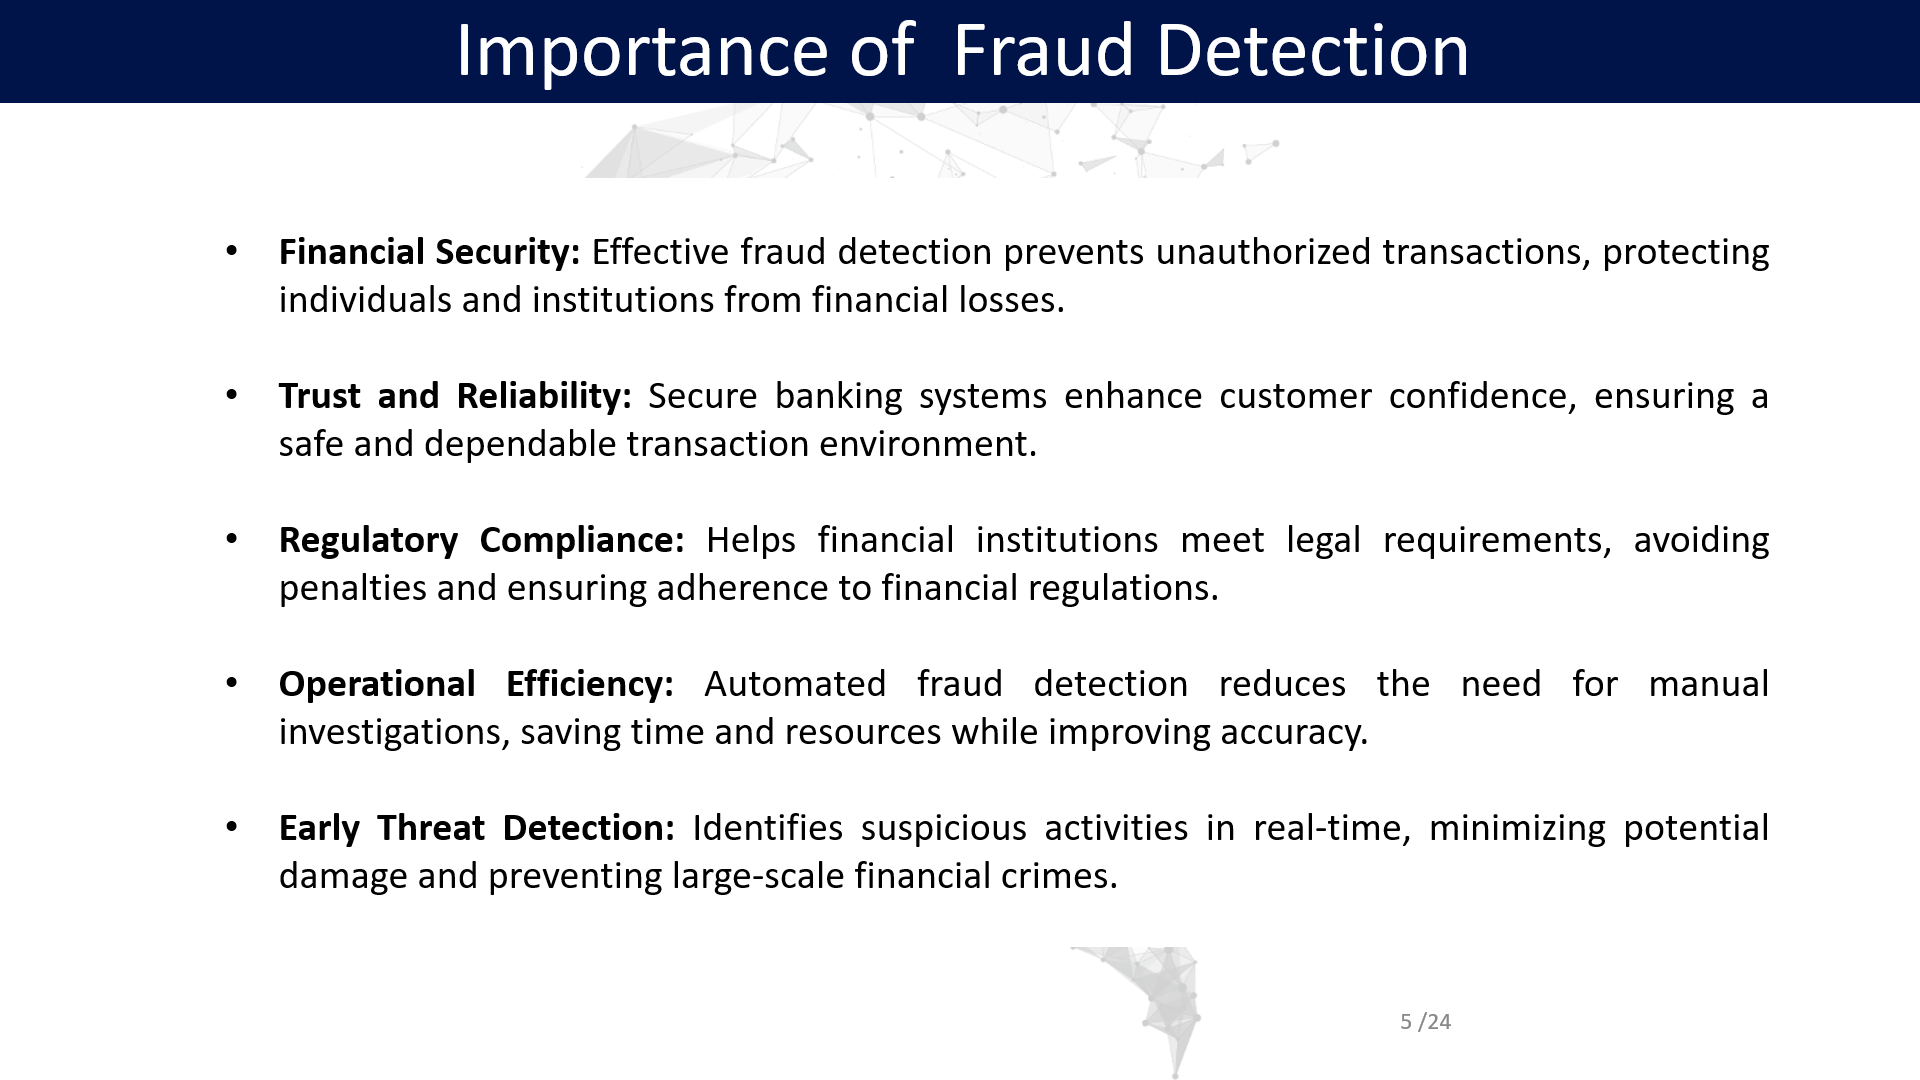 Importance of  Fraud Detection
• Financial Security: Effective fraud detection prevents unauthorized transactions, protecting
individuals and institutions from financial losses.
• Trust and Reliability: Secure banking systems enhance customer confidence, ensuring a
safe and dependable transaction environment.
• Regulatory Compliance: Helps financial institutions meet legal requirements, avoiding
penalties and ensuring adherence to financial regulations.
• Operational Efficiency: Automated fraud detection reduces the need for manual
investigations, saving time and resources while improving accuracy.
• Early Threat Detection: Identifies suspicious activities in real-time, minimizing potential
damage and preventing large-scale financial crimes.
5 /24